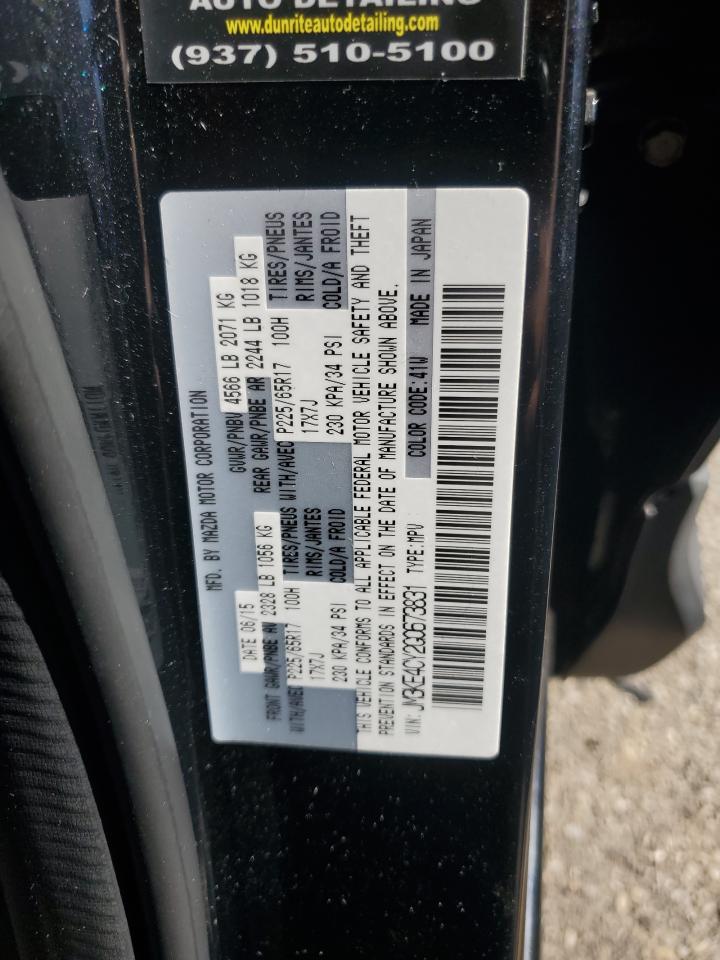 AUTO DETAILING
www.dunriteautodetailing.com
(937) 510-5100
MFD. BY MAZDA MOTOR CORPORATION
DATE 06/15 GVWR/PNBV 4566 LB 2071 KG
FRONT GAWR/PNBE AV 2328 LB 1056 KG REAR GAWR/PNBE AR 2244 LB 1018 KG
WITH/AVEC P225/65R17 100H TIRES/PNEUS WITH/AVEC P225/65R17 100H TIRES/PNEUS
17X7J RIMS/JANTES 17X7J RIMS/JANTES
230 KPA/34 PSI COLD/A FROID 230 KPA/34 PSI COLD/A FROID
THIS VEHICLE CONFORMS TO ALL APPLICABLE FEDERAL MOTOR VEHICLE SAFETY AND THEFT
PREVENTION STANDARDS IN EFFECT ON THE DATE OF MANUFACTURE SHOWN ABOVE.
VIN: JM3KE4CY2G0673831 TYPE:MPV COLOR CODE:41W MADE IN JAPAN